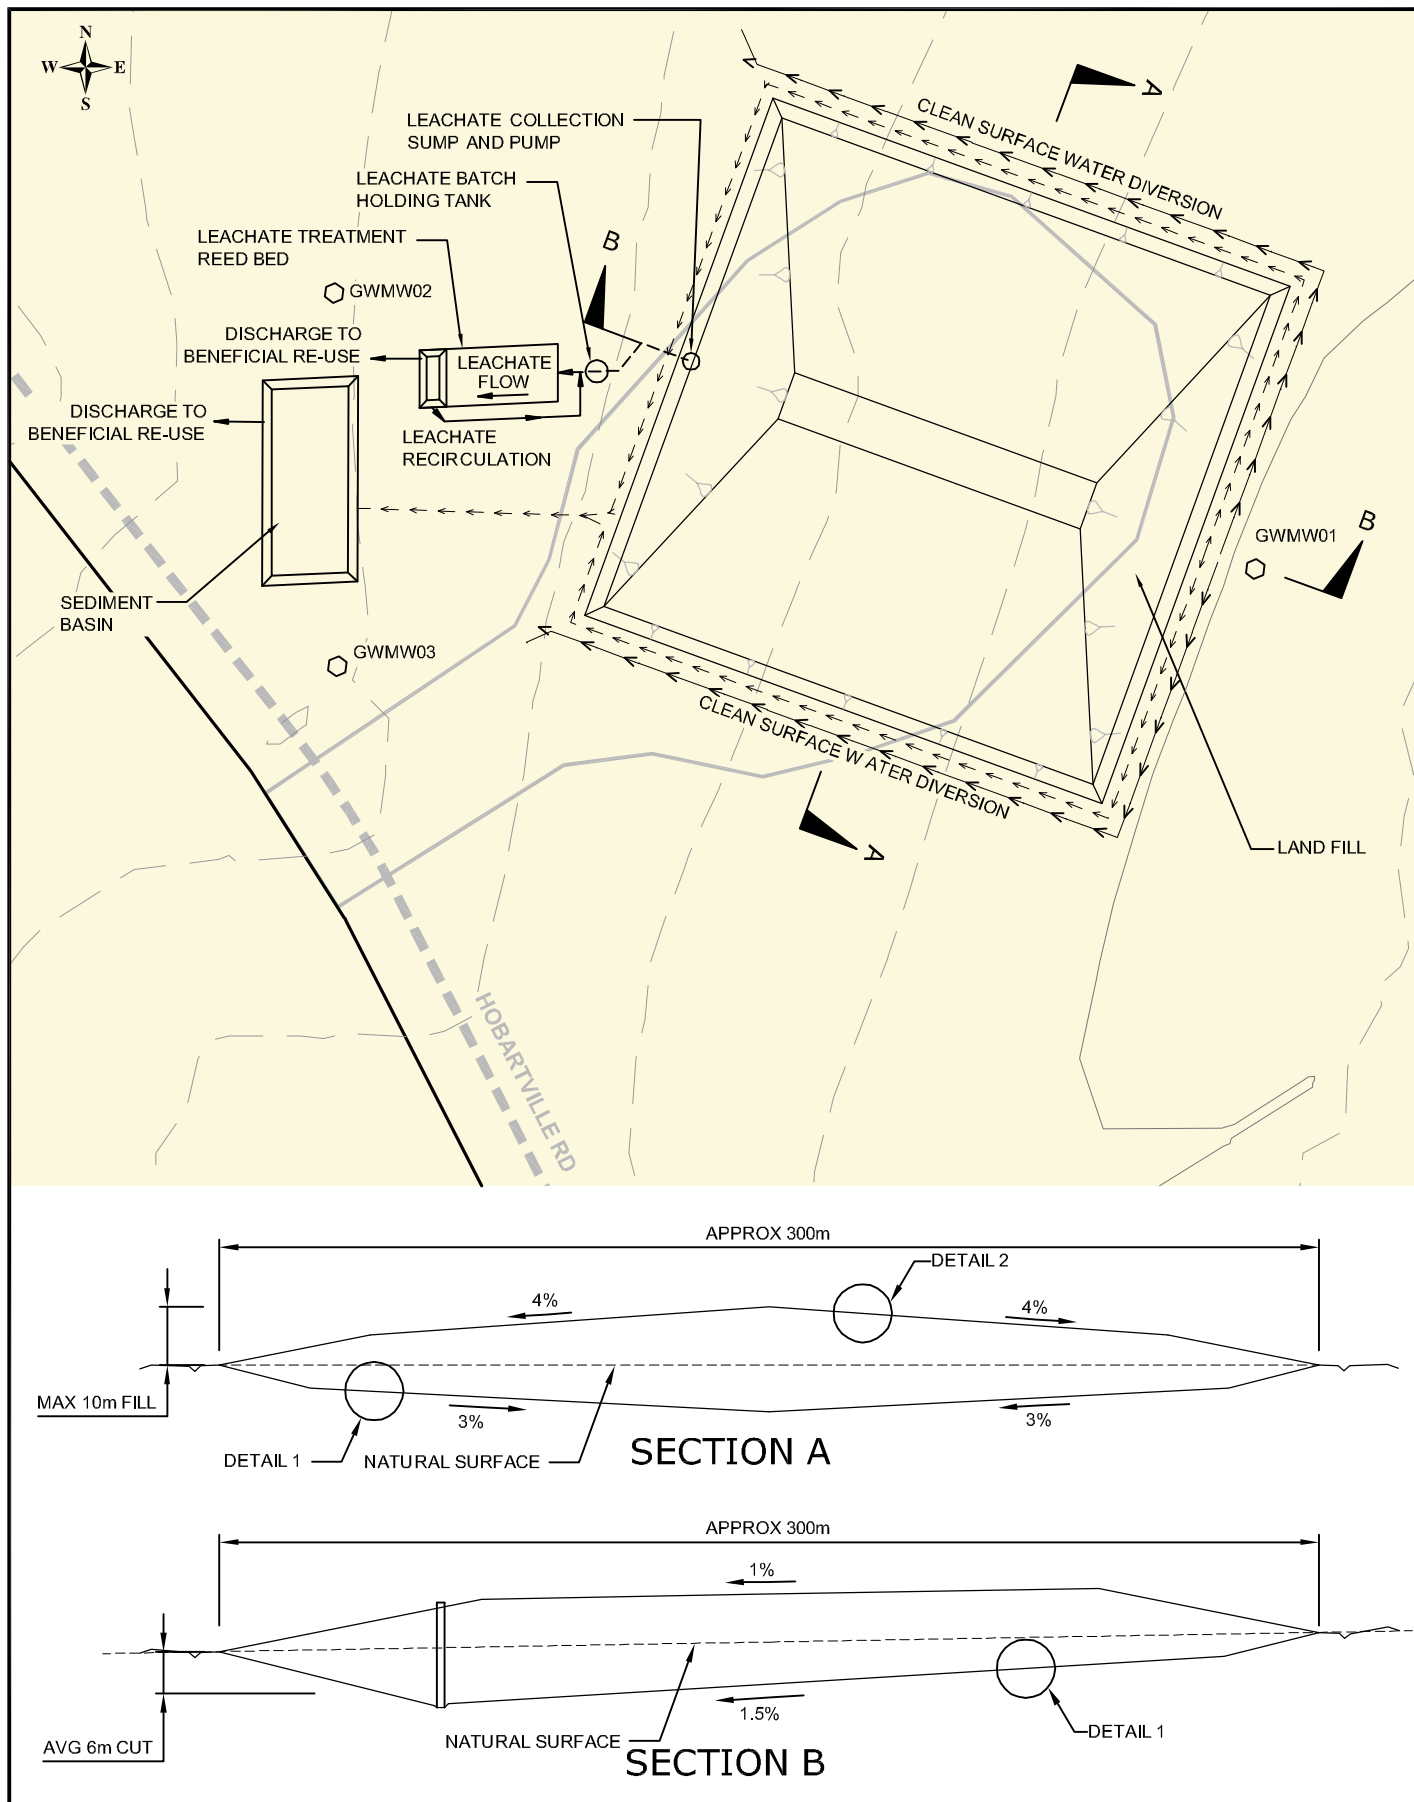 N
W E
S
A
CLEAN SURFACE WATER DIVERSION
LEACHATE COLLECTION
SUMP AND PUMP
LEACHATE BATCH
HOLDING TANK
LEACHATE TREATMENT
REED BED
B
GWMW02
DISCHARGE TO
BENEFICIAL RE-USE
LEACHATE
FLOW
DISCHARGE TO
BENEFICIAL RE-USE
LEACHATE
RECIRCULATION
B
GWMW01
SEDIMENT
BASIN
GWMW03
CLEAN SURFACE W ATER DIVERSION
A
LAND FILL
HOBARTVILLE RD
APPROX 300m
DETAIL 2
4%
4%
MAX 10m FILL
3%
3%
DETAIL 1
NATURAL SURFACE
SECTION A
APPROX 300m
1%
1.5%
AVG 6m CUT
NATURAL SURFACE
DETAIL 1
SECTION B